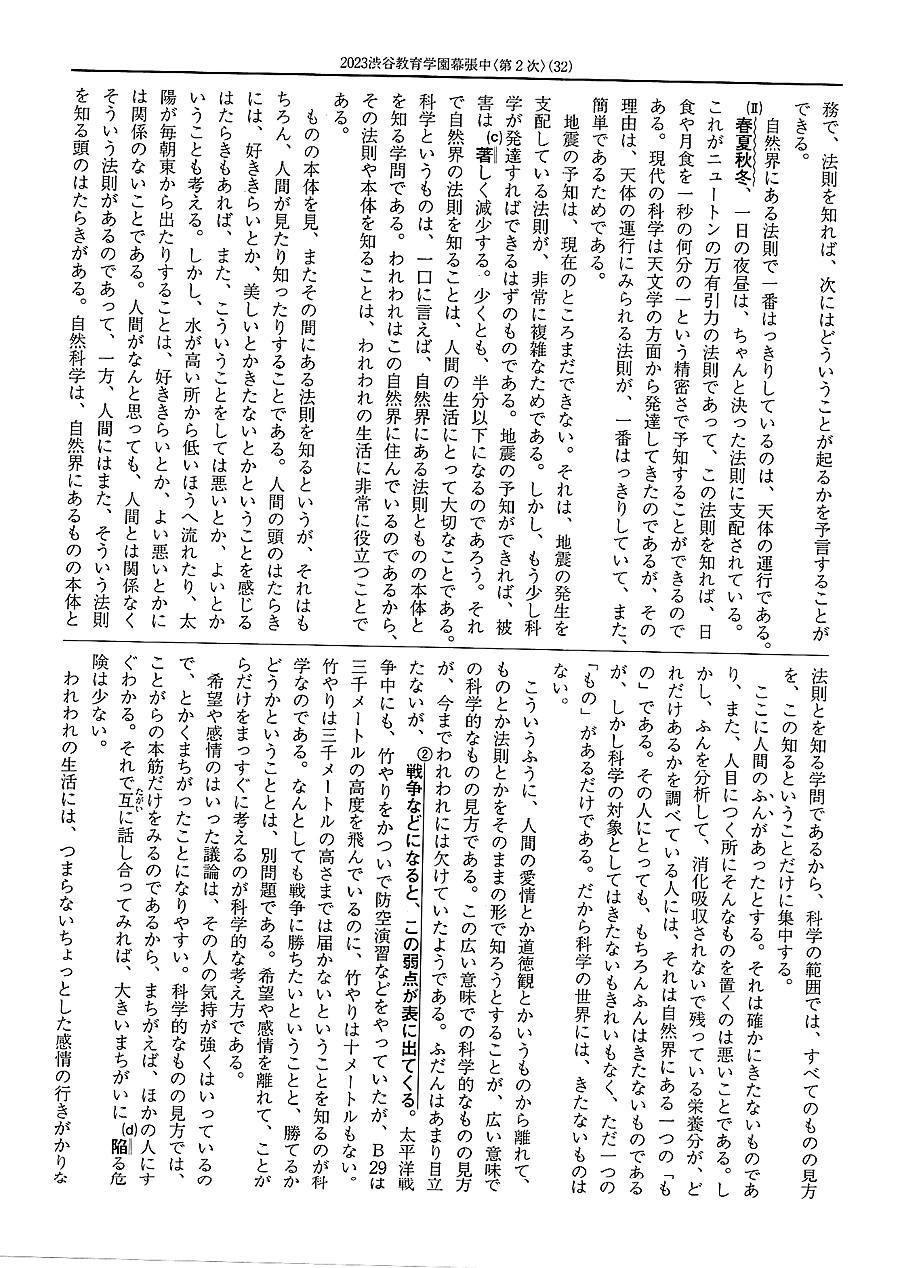 2023渋谷教育学園幕張中〈第2次〉(32)
務で、法則を知れば、次にはどういうことが起るかを予言することが
できる。
　自然界にある法則で一番はっきりしているのは、天体の運行である。
(Ⅱ)春夏秋冬、一日の夜昼は、ちゃんと決った法則に支配されている。
これがニュートンの万有引力の法則であって、この法則を知れば、日
食や月食を一秒の何分の一という精密さで予知することができるので
ある。現代の科学は天文学の方面から発達してきたのであるが、その
理由は、天体の運行にみられる法則が、一番はっきりしていて、また、
簡単であるためである。
　地震の予知は、現在のところまだできない。それは、地震の発生を
支配している法則が、非常に複雑なためである。しかし、もう少し科
学が発達すればできるはずのものである。地震の予知ができれば、被
害は(c)著しく減少する。少くとも、半分以下になるのであろう。それ
で自然界の法則を知ることは、人間の生活にとって大切なことである。
科学というものは、一口に言えば、自然界にある法則とものの本体と
を知る学問である。われわれはこの自然界に住んでいるのであるから、
その法則や本体を知ることは、われわれの生活に非常に役立つことで
ある。
　ものの本体を見、またその間にある法則を知るというが、それはも
ちろん、人間が見たり知ったりすることである。人間の頭のはたらき
には、好ききらいとか、美しいとかきたないとかということを感じる
はたらきもあれば、また、こういうことをしては悪いとか、よいとか
いうことも考える。しかし、水が高い所から低いほうへ流れたり、太
陽が毎朝東から出たりすることは、好ききらいとか、よい悪いとかに
は関係のないことである。人間がなんと思っても、人間とは関係なく
そういう法則があるのであって、一方、人間にはまた、そういう法則
を知る頭のはたらきがある。自然科学は、自然界にあるものの本体と
法則とを知る学問であるから、科学の範囲では、すべてのものの見方
を、この知るということだけに集中する。
　ここに人間のふんがあったとする。それは確かにきたないものであ
り、また、人目につく所にそんなものを置くのは悪いことである。し
かし、ふんを分析して、消化吸収されないで残っている栄養分が、ど
れだけあるかを調べている人には、それは自然界にある一つの「も
の」である。その人にとっても、もちろんふんはきたないものである
が、しかし科学の対象としてはきたないもきれいもなく、ただ一つの
「もの」があるだけである。だから科学の世界には、きたないものは
ない。
　こういうふうに、人間の愛情とか道徳観とかいうものから離れて、
ものとか法則とかをそのままの形で知ろうとすることが、広い意味で
の科学的なものの見方である。この広い意味での科学的なものの見方
が、今までわれわれには欠けていたようである。ふだんはあまり目立
たないが、②戦争などになると、この弱点が表に出てくる。太平洋戦
争中にも、竹やりをかついで防空演習などをやっていたが、B29は
三千メートルの高度を飛んでいるのに、竹やりは十メートルもない。
竹やりは三千メートルの高さまでは届かないということを知るのが科
学なのである。なんとしても戦争に勝ちたいということと、勝てるか
どうかということとは、別問題である。希望や感情を離れて、ことが
らだけをまっすぐに考えるのが科学的な考え方である。
　希望や感情のはいった議論は、その人の気持が強くはいっているの
で、とかくまちがったことになりやすい。科学的なものの見方では、
ことがらの本筋だけをみるのであるから、まちがえば、ほかの人にす
ぐわかる。それで互に話し合ってみれば、大きいまちがいに(d)陥る危
たがい
険は少ない。
　われわれの生活には、つまらないちょっとした感情の行きがかりな